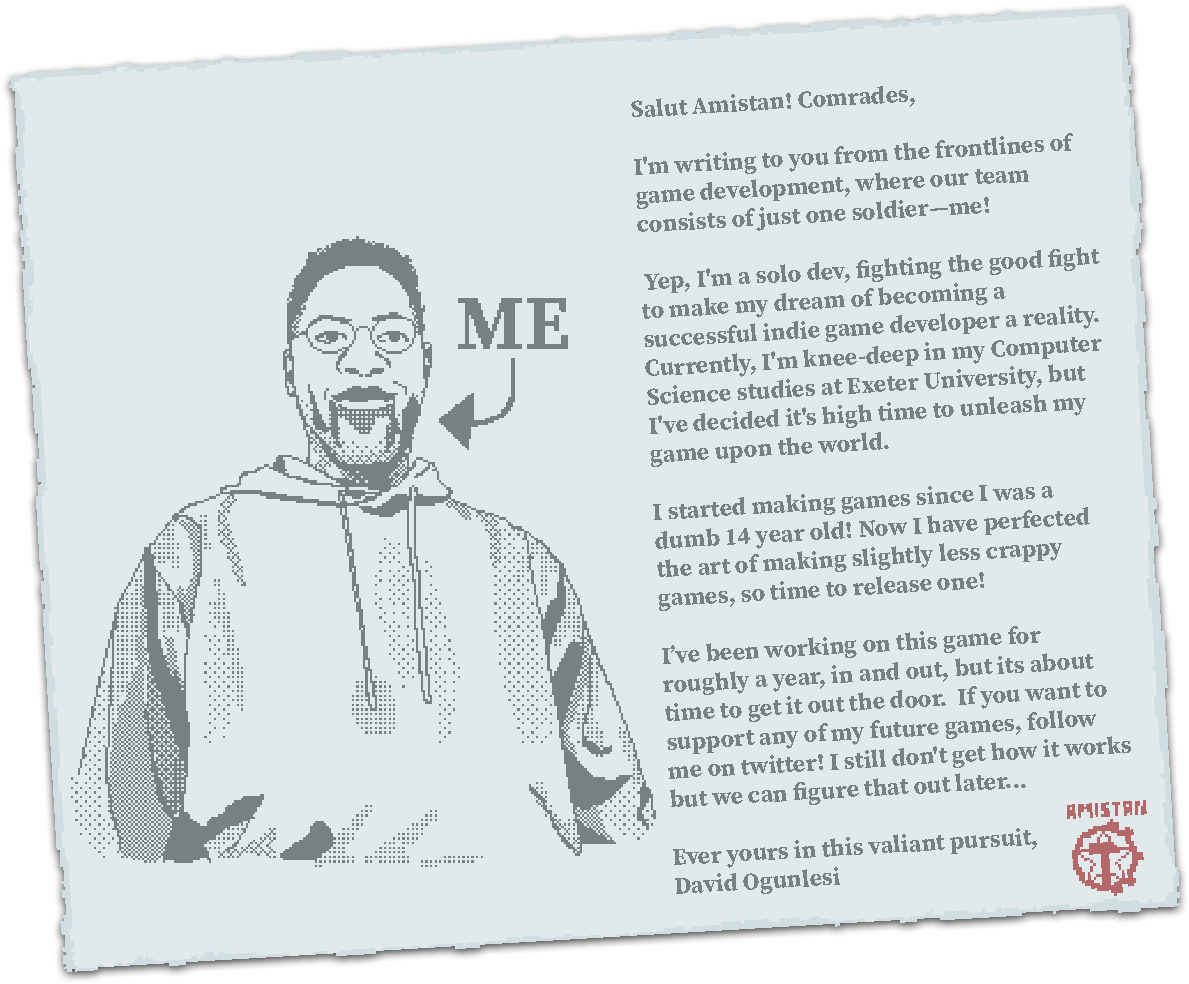 Salut Amistan! Comrades,
I'm writing to you from the frontlines of
game development, where our team
consists of just one soldier—me!
Yep, I'm a solo dev, fighting the good fight
to make my dream of becoming a
successful indie game developer a reality.
Currently, I'm knee-deep in my Computer
Science studies at Exeter University, but
I've decided it's high time to unleash my
game upon the world.
I started making games since I was a
dumb 14 year old! Now I have perfected
the art of making slightly less crappy
games, so time to release one!
I’ve been working on this game for
roughly a year, in and out, but its about
time to get it out the door.  If you want to
support any of my future games, follow
me on twitter! I still don't get how it works
but we can figure that out later...
Ever yours in this valiant pursuit,
David Ogunlesi
ME
AMISTAN